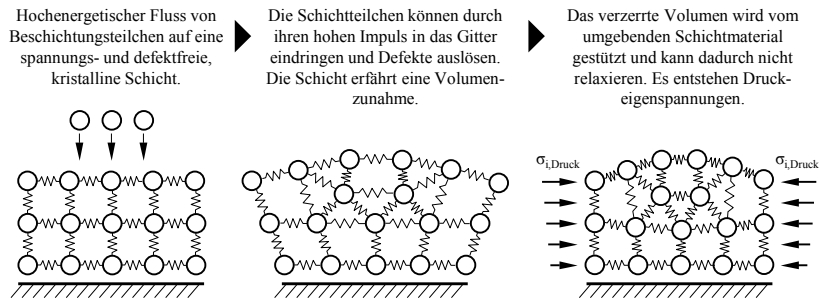 Hochenergetischer Fluss von
Beschichtungsteilchen auf eine
spannungs- und defektfreie,
kristalline Schicht.
Die Schichtteilchen können durch
ihren hohen Impuls in das Gitter
eindringen und Defekte auslösen.
Die Schicht erfährt eine Volumen-
zunahme.
Das verzerrte Volumen wird vom
umgebenden Schichtmaterial
gestützt und kann dadurch nicht
relaxieren. Es entstehen Druck-
eigenspannungen.
σi,Druck
σi,Druck